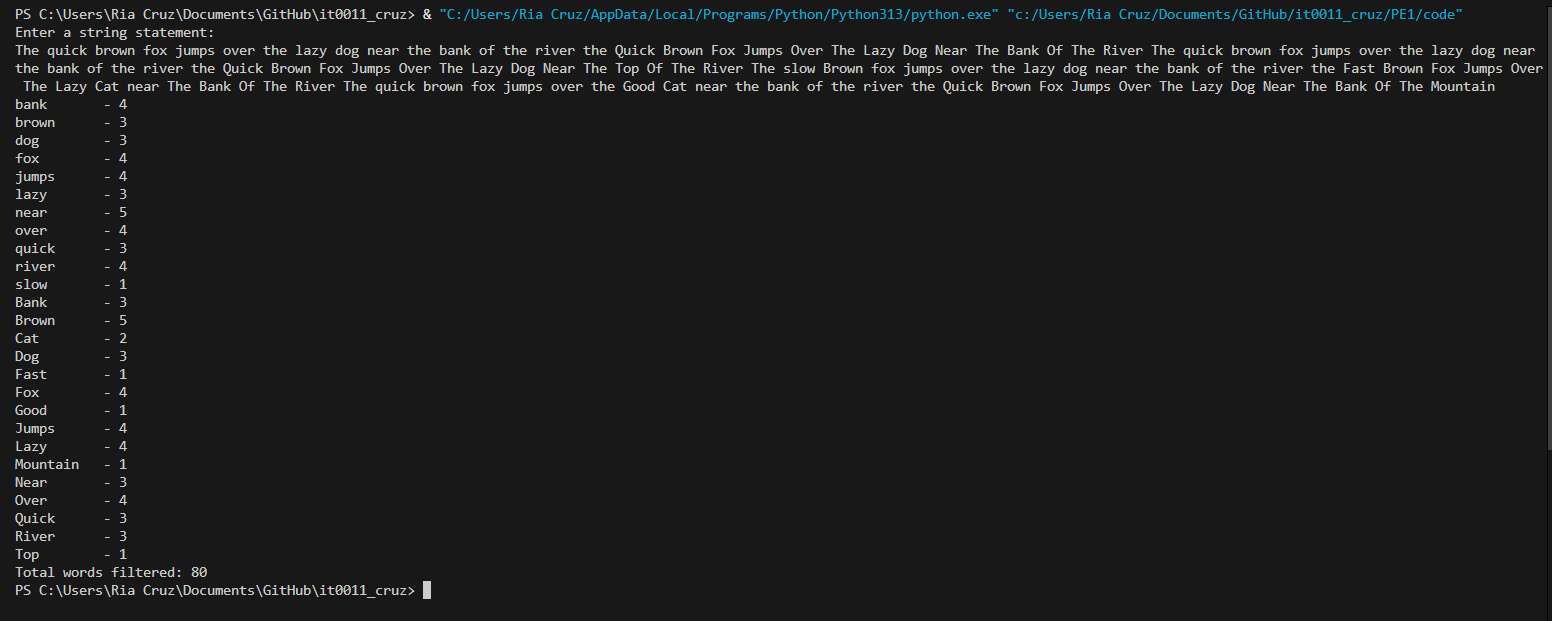 PS C:\Users\Ria Cruz\Documents\GitHub\it0011_cruz> & "C:/Users/Ria Cruz/AppData/Local/Programs/Python/Python313/python.exe" "c:/Users/Ria Cruz/Documents/GitHub/it0011_cruz/PE1/code"
Enter a string statement:
The quick brown fox jumps over the lazy dog near the bank of the river the Quick Brown Fox Jumps Over The Lazy Dog Near The Bank Of The River The quick brown fox jumps over the lazy dog near
the bank of the river the Quick Brown Fox Jumps Over The Lazy Dog Near The Top Of The River The slow Brown fox jumps over the lazy dog near the bank of the river the Fast Brown Fox Jumps Over
The Lazy Cat near The Bank Of The River The quick brown fox jumps over the Good Cat near the bank of the river the Quick Brown Fox Jumps Over The Lazy Dog Near The Bank Of The Mountain
bank - 4
brown - 3
dog - 3
fox - 4
jumps - 4
lazy - 3
near - 5
over - 4
quick - 3
river - 4
slow - 1
Bank - 3
Brown - 5
Cat - 2
Dog - 3
Fast - 1
Fox - 4
Good - 1
Jumps - 4
Lazy - 4
Mountain - 1
Near - 3
Over - 4
Quick - 3
River - 3
Top - 1
Total words filtered: 80
PS C:\Users\Ria Cruz\Documents\GitHub\it0011_cruz>